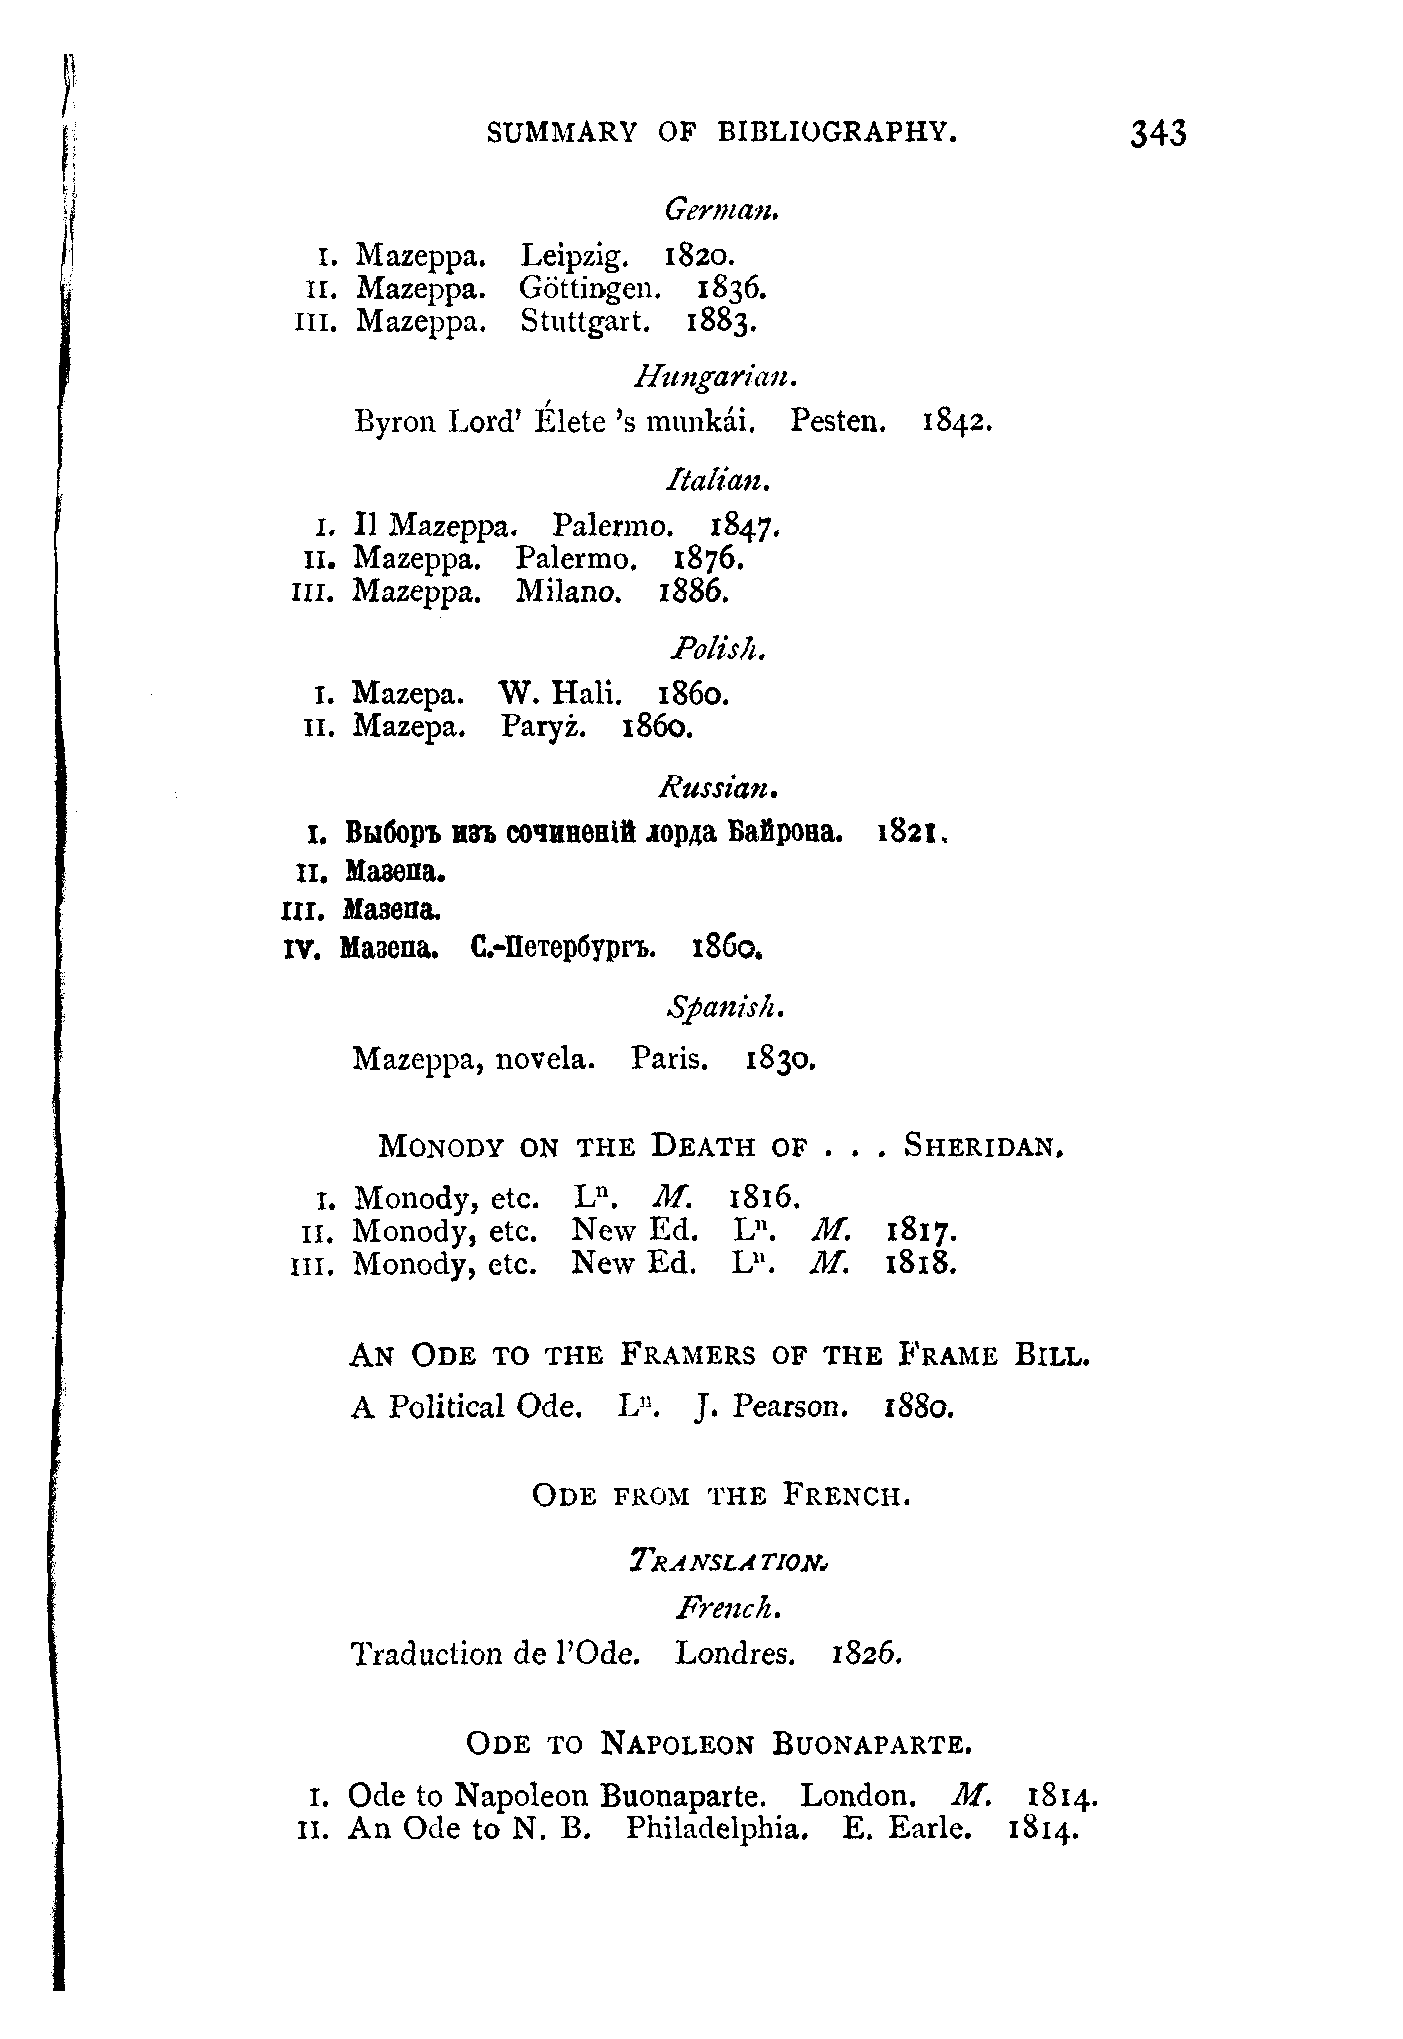 SUMMARY OF BIBLIOGRAPHY. 343
German.
I. Mazeppa. Leipzig. 1820.
II. Mazeppa. Göttingen. 1836.
III. Mazeppa. Stuttgart. 1883.
Hungarian.
Byron Lord' Élete 's munkái. Pesten. 1842.
Italian.
I. Il Mazeppa. Palermo. 1847.
II. Mazeppa. Palermo. 1876.
III. Mazeppa. Milano. 1886.
Polish.
I. Mazepa. W. Hali. 1860.
II. Mazepa. Paryż. 1860.
Russian.
I. Выборъ изъ сочиненій лорда Байрона. 1821.
II. Мазепа.
III. Мазепа.
IV. Мазепа. С.-Петербургъ. 1860.
Spanish.
Mazeppa, novela. Paris. 1830.
MONODY ON THE DEATH OF . . . SHERIDAN.
I. Monody, etc. Lⁿ. M. 1816.
II. Monody, etc. New Ed. Lⁿ. M. 1817.
III. Monody, etc. New Ed. Lⁿ. M. 1818.
AN ODE TO THE FRAMERS OF THE FRAME BILL.
A Political Ode. Lⁿ. J. Pearson. 1880.
ODE FROM THE FRENCH.
TRANSLATION.
French.
Traduction de l'Ode. Londres. 1826.
ODE TO NAPOLEON BUONAPARTE.
I. Ode to Napoleon Buonaparte. London. M. 1814.
II. An Ode to N. B. Philadelphia. E. Earle. 1814.